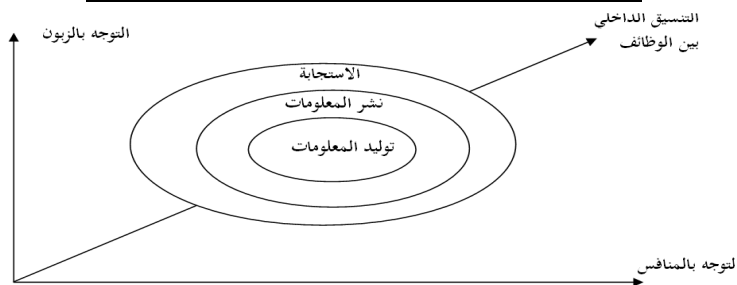 التنسيق الداخلي
بين الوظائف
التوجه بالزبون
الاستجابة
نشر المعلومات
توليد المعلومات
لتوجه بالمنافس